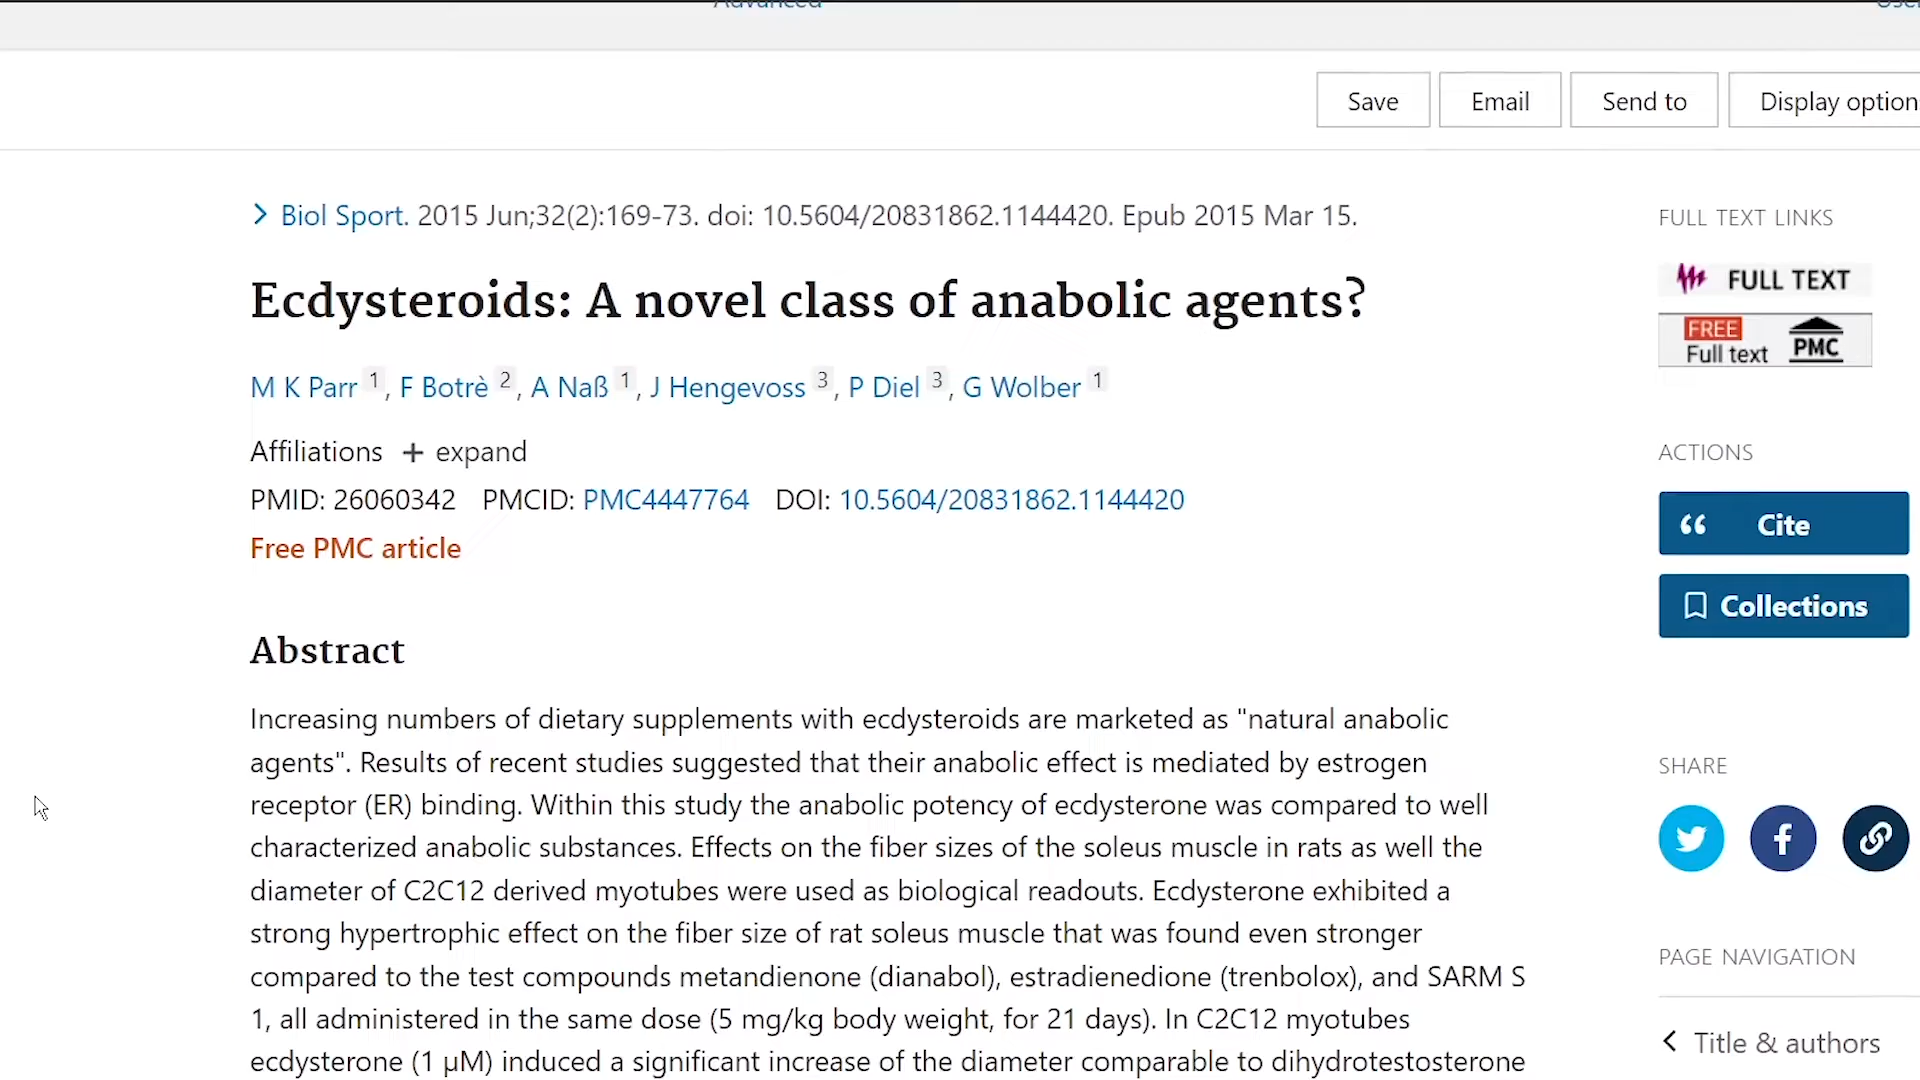 Advanced
Save Email Send to Display option
Biol Sport. 2015 Jun;32(2):169-73. doi: 10.5604/20831862.1144420. Epub 2015 Mar 15.
Ecdysteroids: A novel class of anabolic agents?
M K Parr 1, F Botrè 2, A Naß 1, J Hengevoss 3, P Diel 3, G Wolber 1
Affiliations + expand
PMID: 26060342 PMCID: PMC4447764 DOI: 10.5604/20831862.1144420
Free PMC article
Abstract
Increasing numbers of dietary supplements with ecdysteroids are marketed as "natural anabolic
agents". Results of recent studies suggested that their anabolic effect is mediated by estrogen
receptor (ER) binding. Within this study the anabolic potency of ecdysterone was compared to well
characterized anabolic substances. Effects on the fiber sizes of the soleus muscle in rats as well the
diameter of C2C12 derived myotubes were used as biological readouts. Ecdysterone exhibited a
strong hypertrophic effect on the fiber size of rat soleus muscle that was found even stronger
compared to the test compounds metandienone (dianabol), estradienedione (trenbolox), and SARM S
1, all administered in the same dose (5 mg/kg body weight, for 21 days). In C2C12 myotubes
ecdysterone (1 μM) induced a significant increase of the diameter comparable to dihydrotestosterone
FULL TEXT LINKS
FULL TEXT
FREE
Full text PMC
ACTIONS
Cite
Collections
SHARE
PAGE NAVIGATION
Title & authors